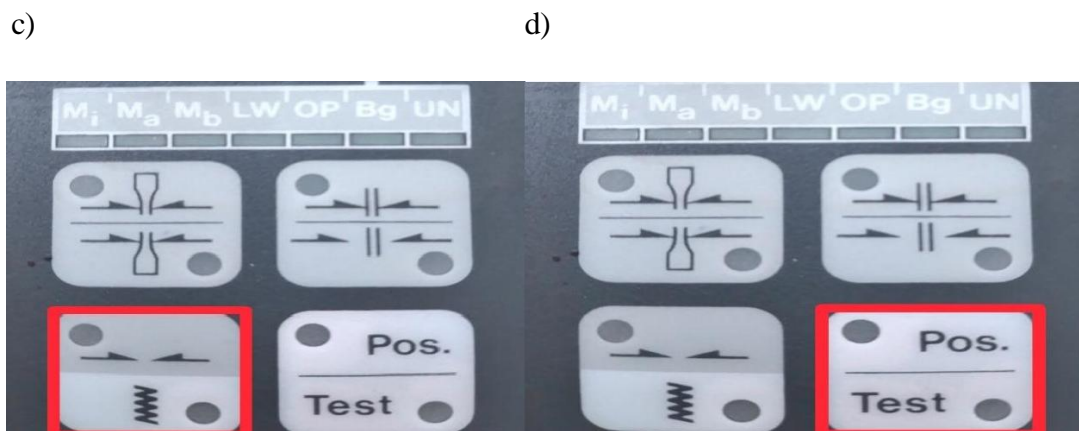 c)
d)
Mi Ma Mb LW OP Bg UN
Pos.
Test
Mi Ma Mb LW OP Bg UN
Pos.
Test